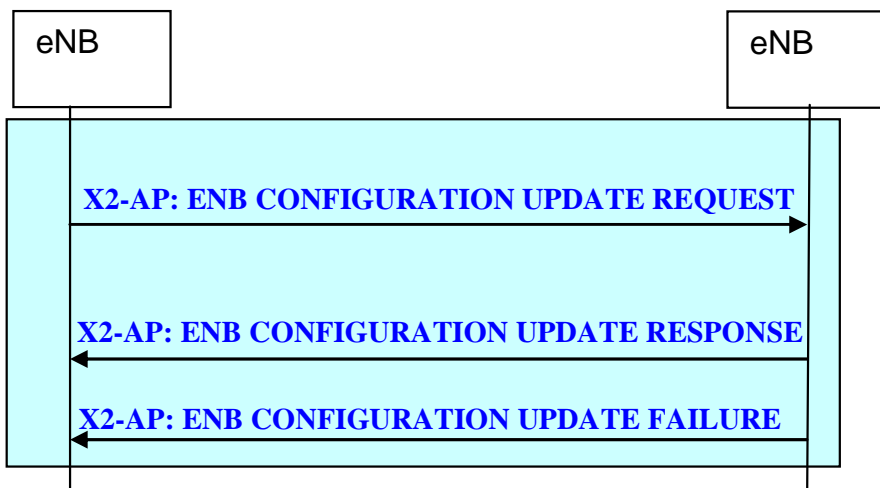 eNB
eNB
X2-AP: ENB CONFIGURATION UPDATE REQUEST
X2-AP: ENB CONFIGURATION UPDATE RESPONSE
X2-AP: ENB CONFIGURATION UPDATE FAILURE